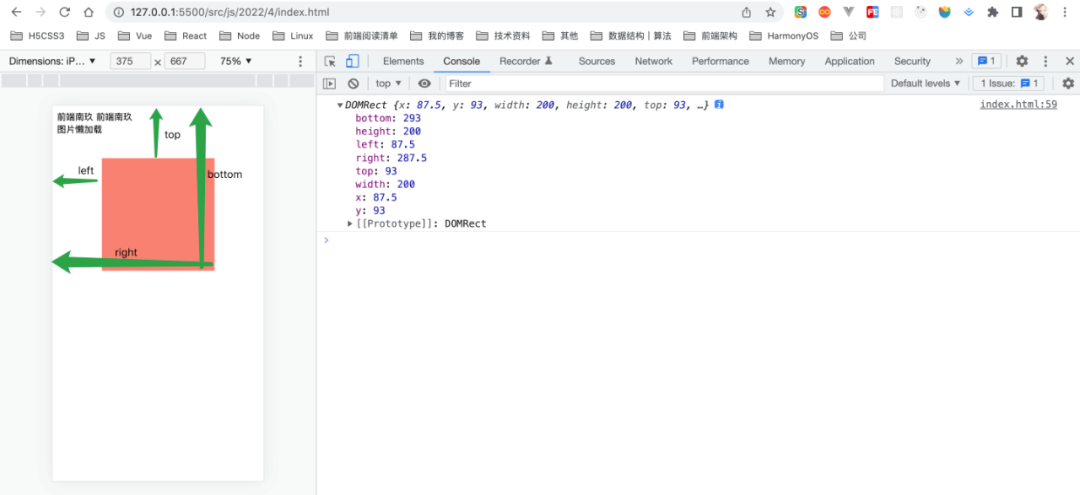 127.0.0.1:5500/src/js/2022/4/index.html
H5CSS3 JS Vue React Node Linux 前端阅读清单 我的博客 技术资料 其他 数据结构 | 算法 前端架构 HarmonyOS 公司
Dimensions: iP... ▼ 375 × 667 75% ▼
Elements Console Recorder Sources Network Performance Memory Application Security » 1
top ▼ Filter Default levels ▼ 1 Issue: 1
前端南玖 前端南玖
图片懒加载
top
left
bottom
right
▼DOMRect {x: 87.5, y: 93, width: 200, height: 200, top: 93, …} i index.html:59
bottom: 293
height: 200
left: 87.5
right: 287.5
top: 93
width: 200
x: 87.5
y: 93
▶[[Prototype]]: DOMRect
>